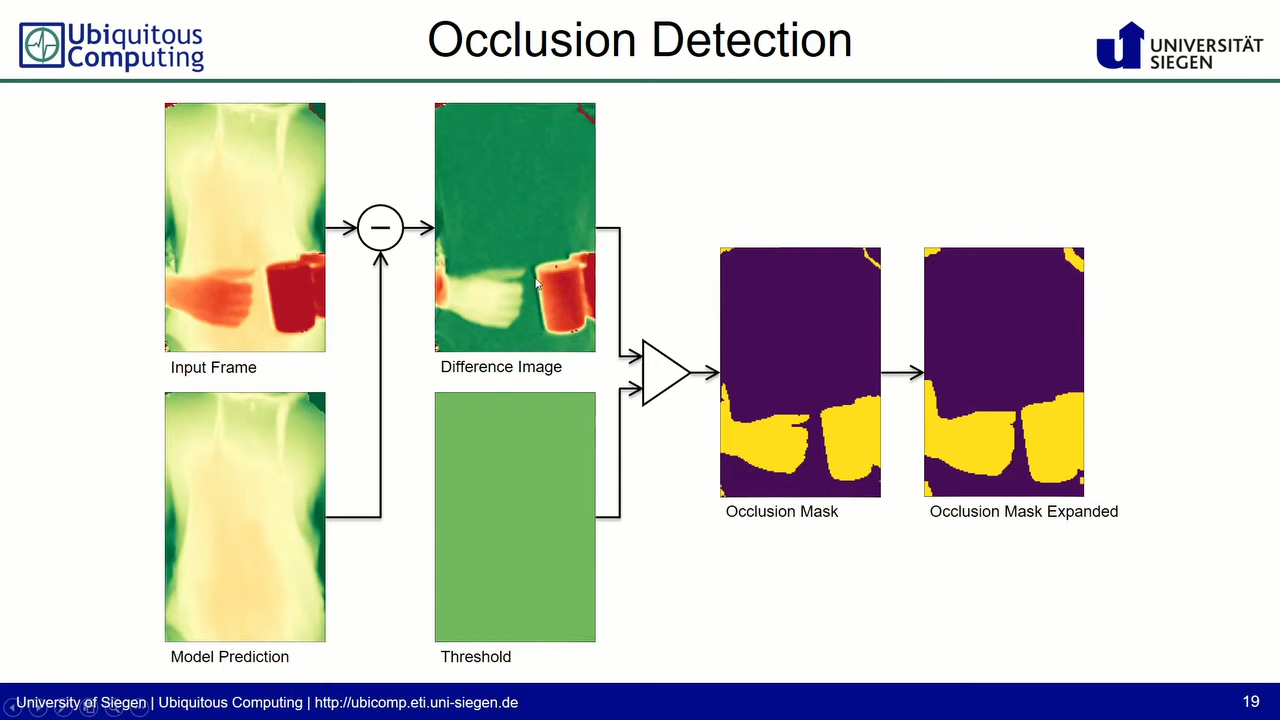 Ubiquitous
Computing
Occlusion Detection
UNIVERSITÄT
SIEGEN
Input Frame
Difference Image
Model Prediction
Threshold
Occlusion Mask
Occlusion Mask Expanded
University of Siegen | Ubiquitous Computing | http://ubicomp.eti.uni-siegen.de
19